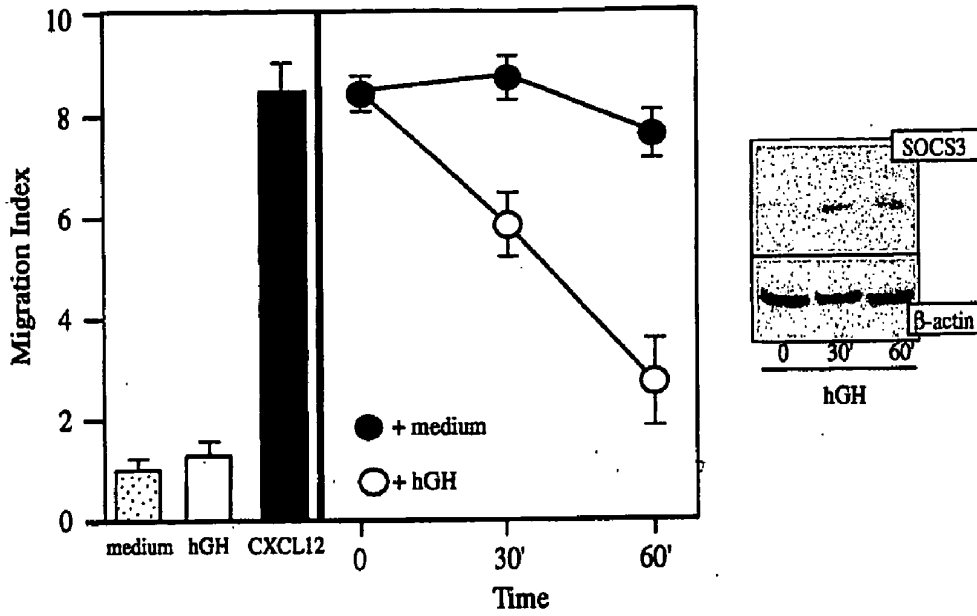 10
8
6
4
2
0
Migration Index
medium hGH CXCL12
+ medium
+ hGH
0 30' 60'
Time
SOCS3
β-actin
0 30' 60'
hGH